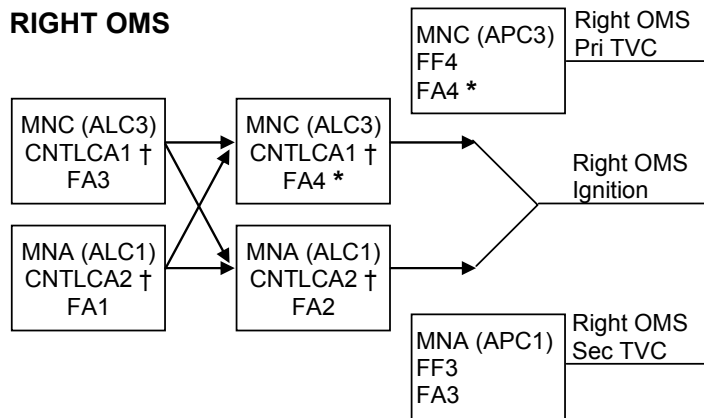 RIGHT OMS
MNC (APC3)
FF4
FA4 *
Right OMS
Pri TVC
MNC (ALC3)
CNTLCA1 †
FA3
MNC (ALC3)
CNTLCA1 †
FA4 *
Right OMS
Ignition
MNA (ALC1)
CNTLCA2 †
FA1
MNA (ALC1)
CNTLCA2 †
FA2
MNA (APC1)
FF3
FA3
Right OMS
Sec TVC